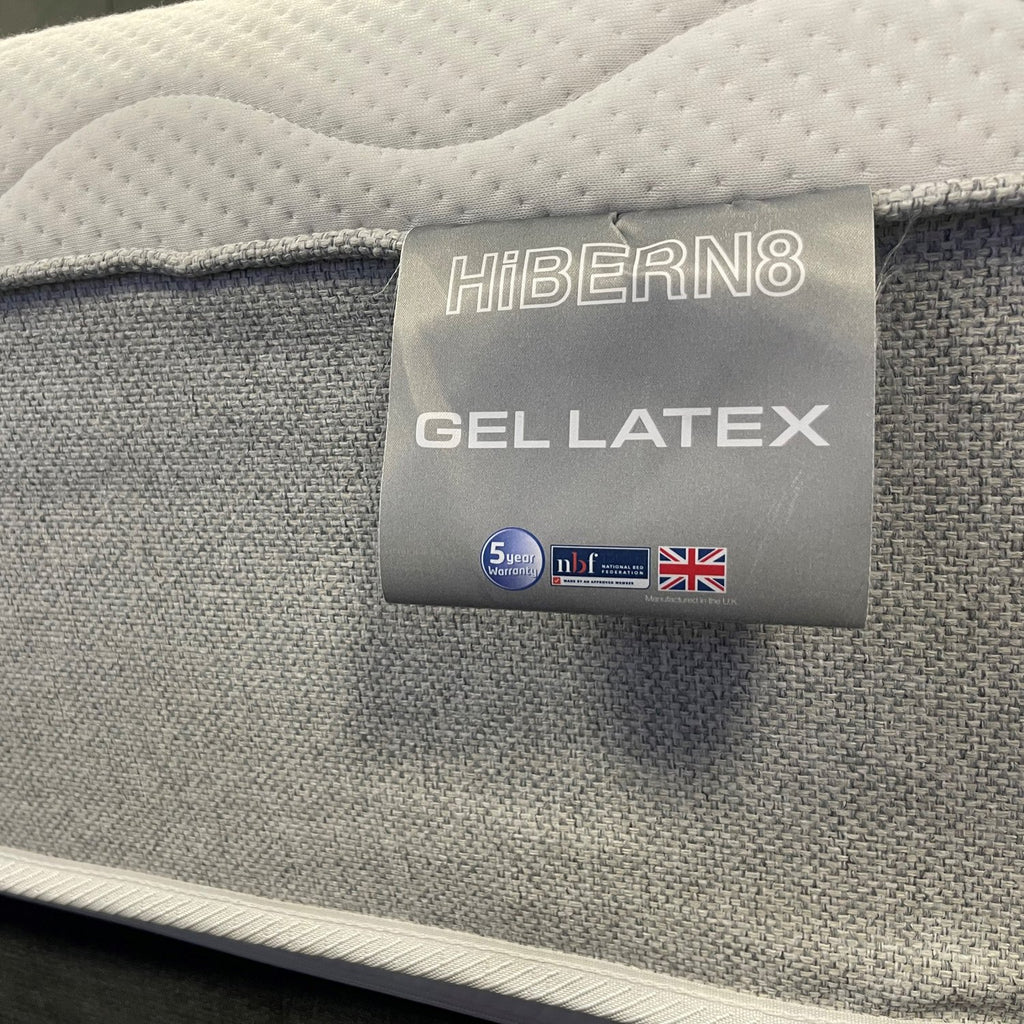 HiBERN8
GEL LATEX
5 year
Warranty
nbf NATIONAL BED
FEDERATION
MADE BY AN APPROVED MEMBER
Manufactured in the U.K